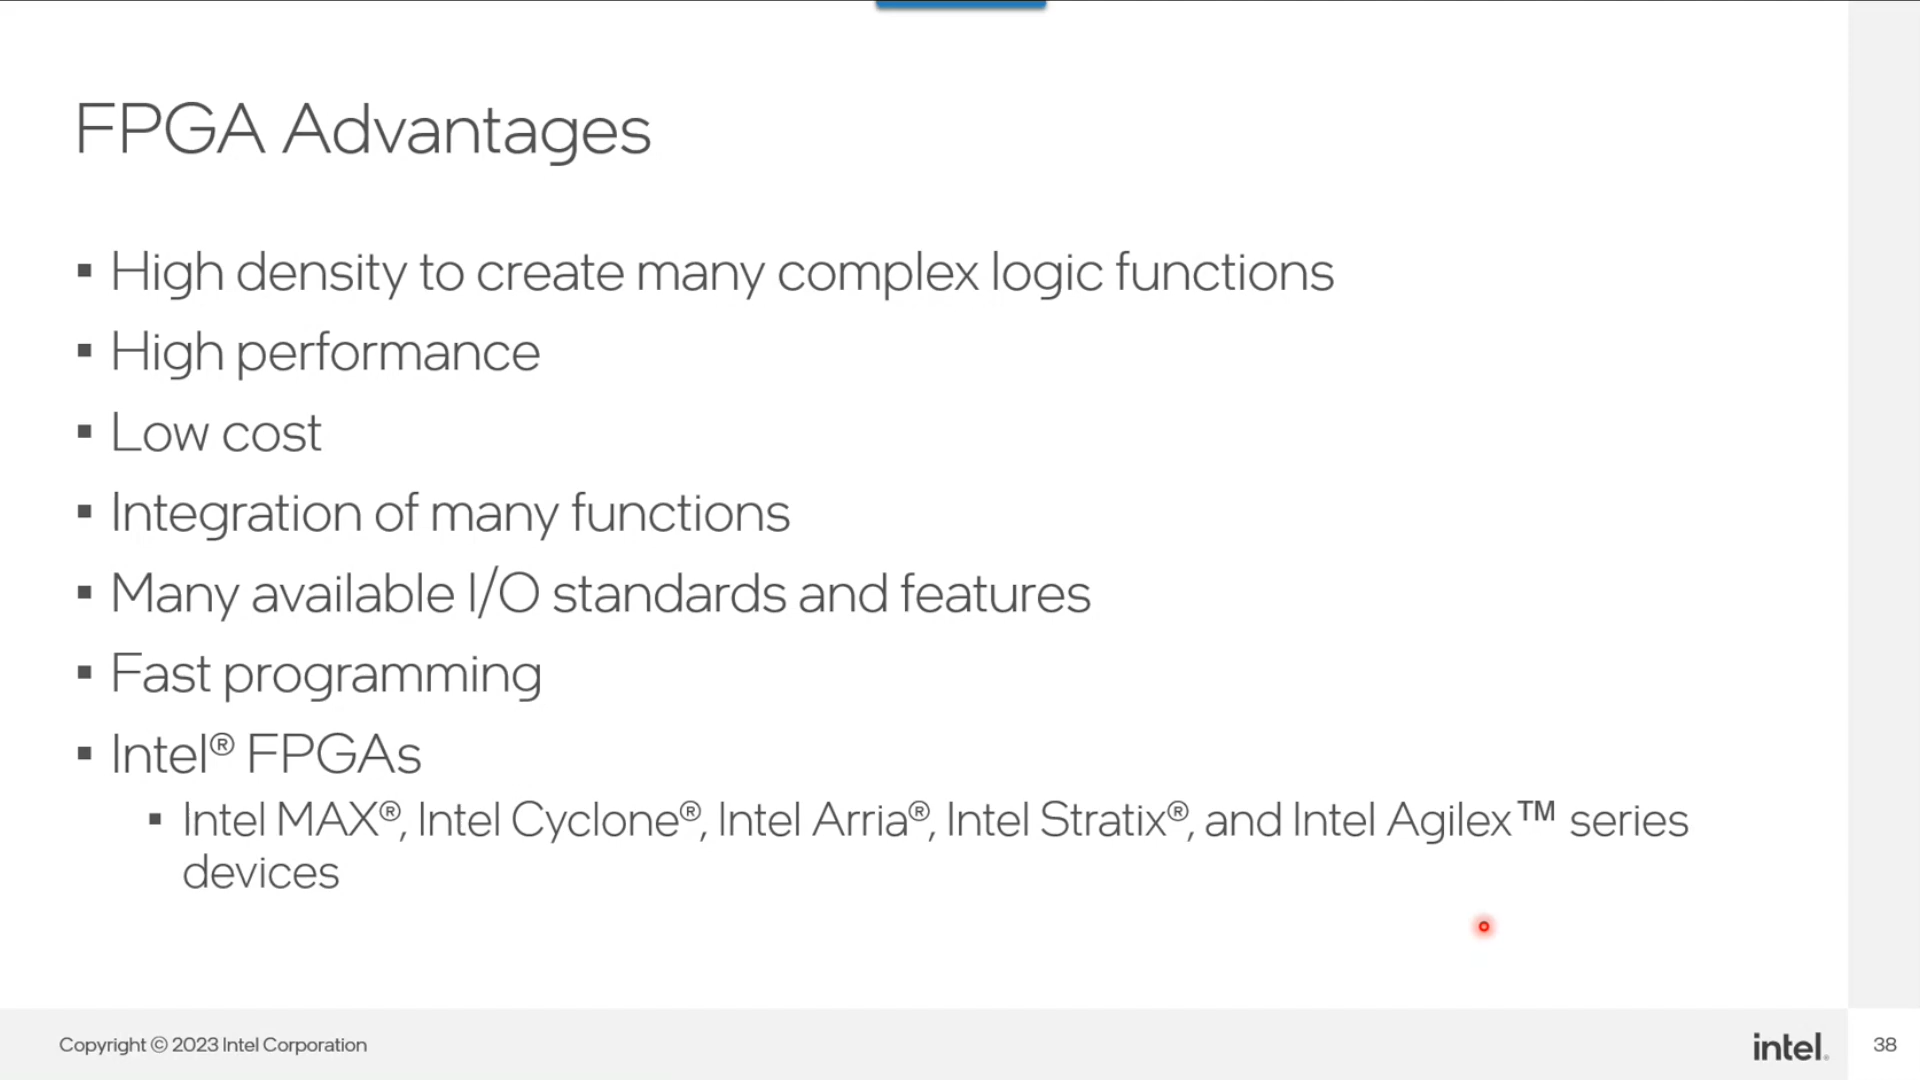 FPGA Advantages
▪ High density to create many complex logic functions
▪ High performance
▪ Low cost
▪ Integration of many functions
▪ Many available I/O standards and features
▪ Fast programming
▪ Intel® FPGAs
▪ Intel MAX®, Intel Cyclone®, Intel Arria®, Intel Stratix®, and Intel Agilex™ series
devices
Copyright © 2023 Intel Corporation
intel.
38